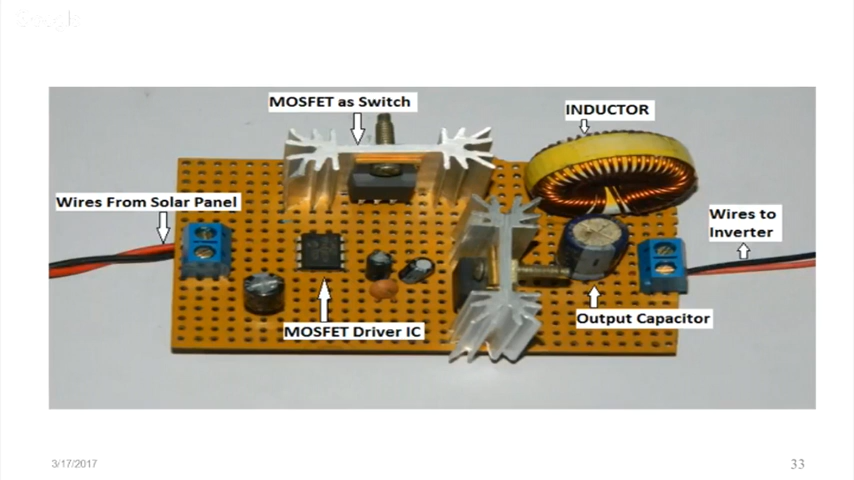 Google
MOSFET as Switch
INDUCTOR
Wires From Solar Panel
Wires to
Inverter
MOSFET Driver IC
Output Capacitor
3/17/2017
33